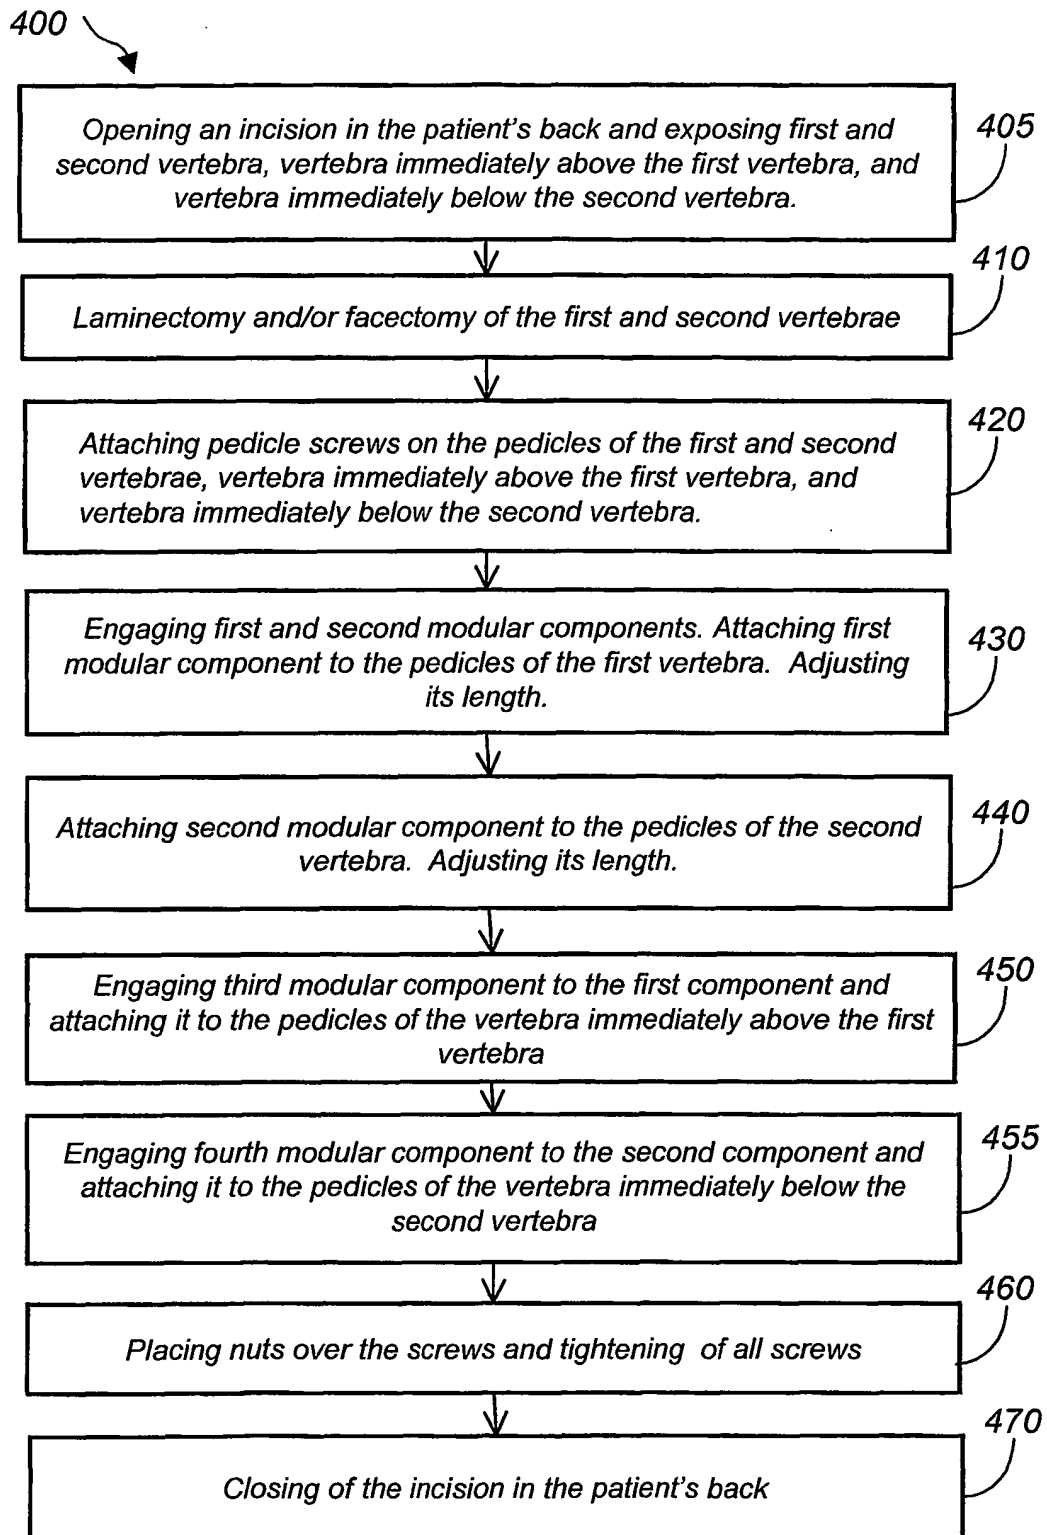 400
Opening an incision in the patient's back and exposing first and
second vertebra, vertebra immediately above the first vertebra, and
vertebra immediately below the second vertebra.
405
Laminectomy and/or facectomy of the first and second vertebrae
410
Attaching pedicle screws on the pedicles of the first and second
vertebrae, vertebra immediately above the first vertebra, and
vertebra immediately below the second vertebra.
420
Engaging first and second modular components. Attaching first
modular component to the pedicles of the first vertebra. Adjusting
its length.
430
Attaching second modular component to the pedicles of the second
vertebra. Adjusting its length.
440
Engaging third modular component to the first component and
attaching it to the pedicles of the vertebra immediately above the first
vertebra
450
Engaging fourth modular component to the second component and
attaching it to the pedicles of the vertebra immediately below the
second vertebra
455
Placing nuts over the screws and tightening of all screws
460
Closing of the incision in the patient's back
470